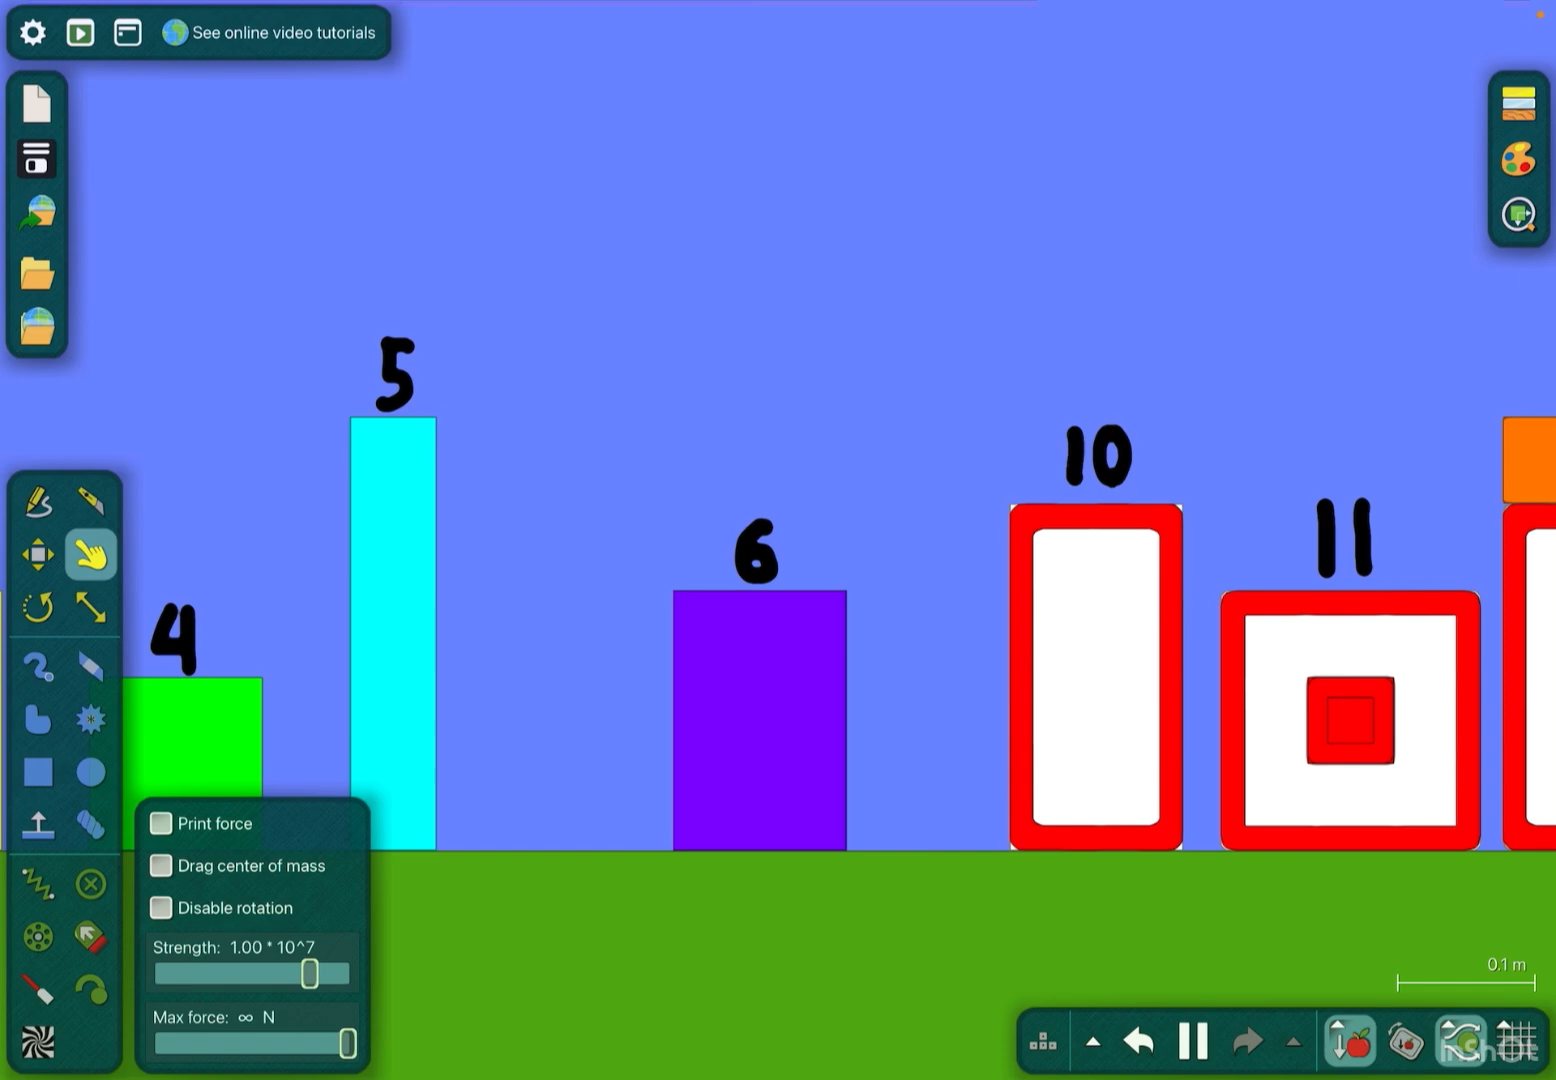 See online video tutorials
5
10
11
6
4
Print force
Drag center of mass
Disable rotation
Strength: 1.00 * 10^7
Max force: ∞ N
0.1 m
InShOt